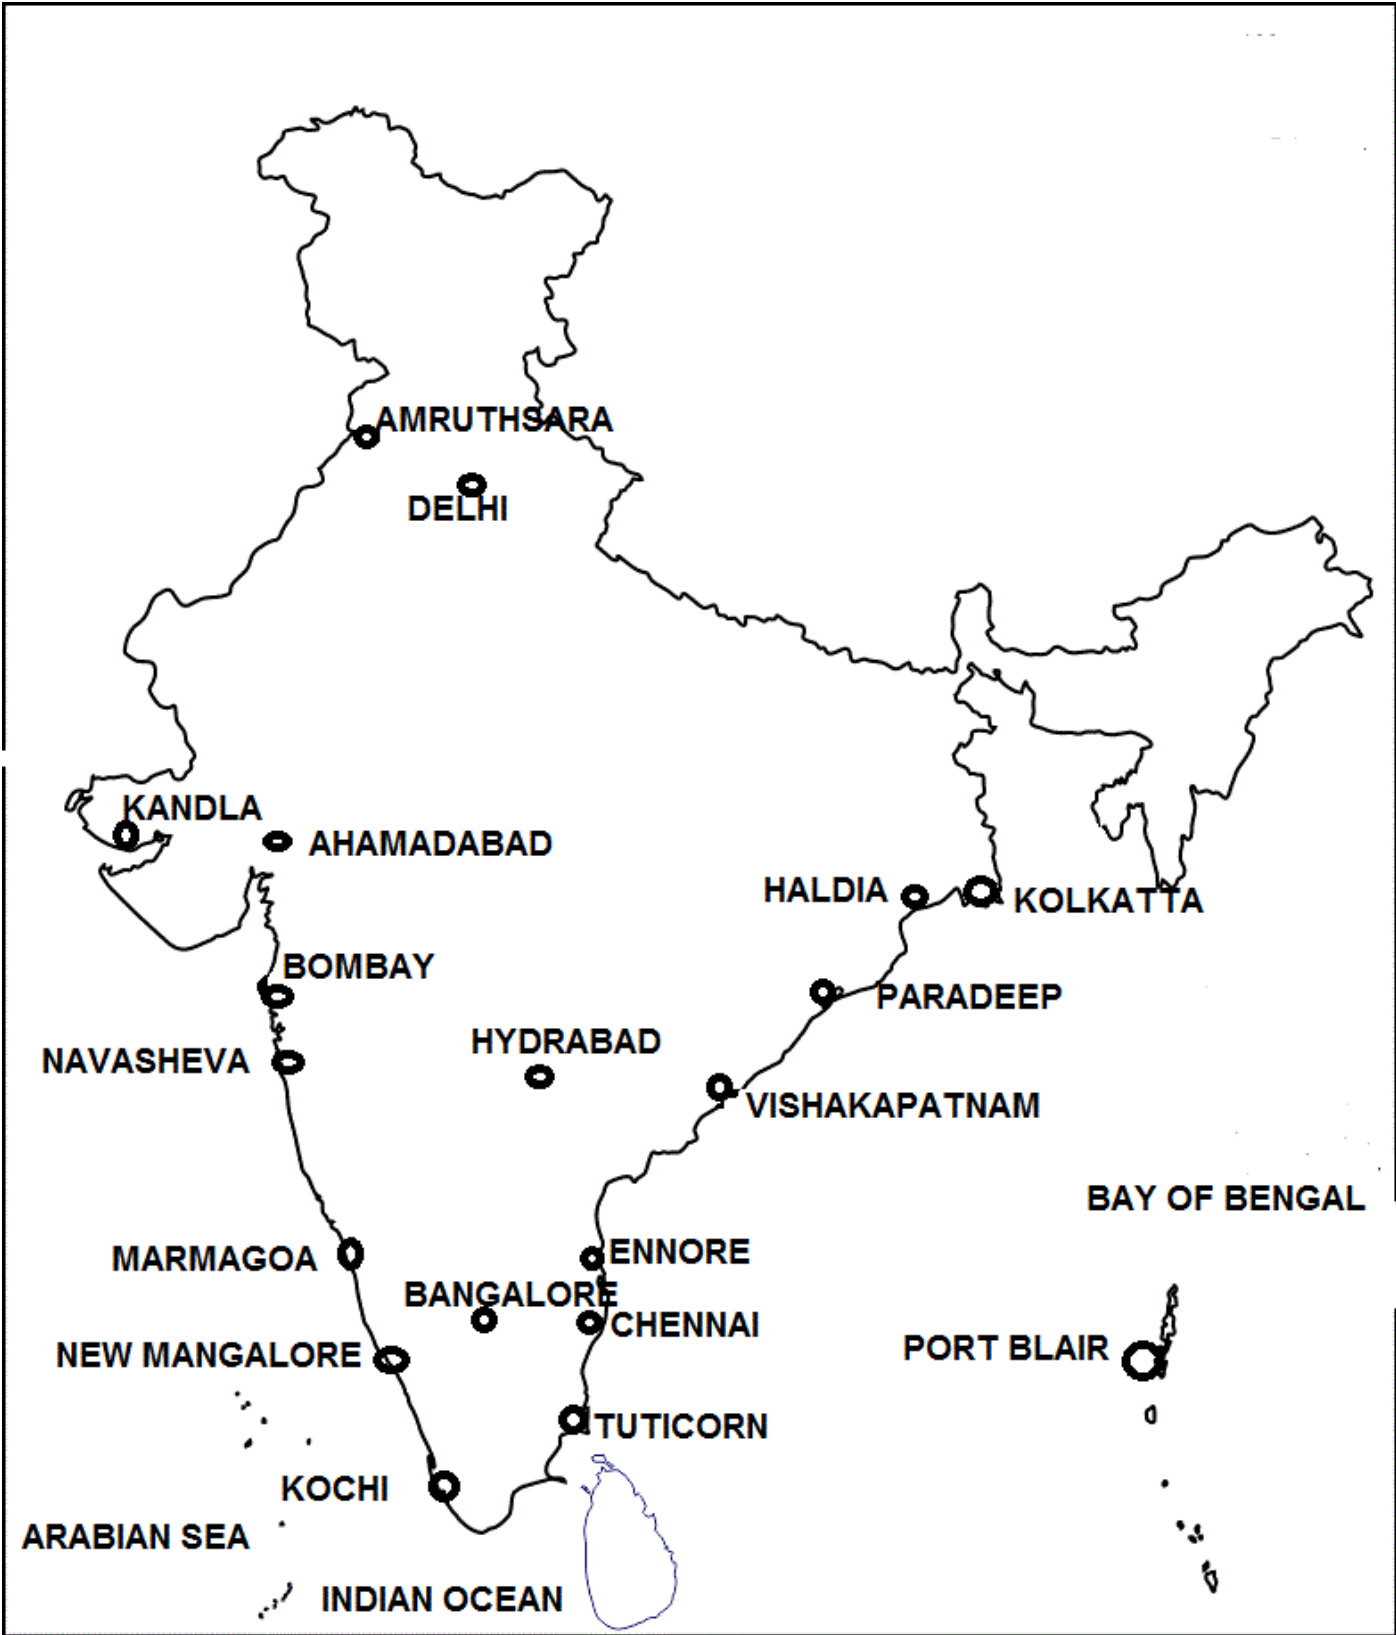 AMRUTHSARA
DELHI
KANDLA
AHAMADABAD
HALDIA
KOLKATTA
BOMBAY
PARADEEP
HYDRABAD
NAVASHEVA
VISHAKAPATNAM
BAY OF BENGAL
ENNORE
MARMAGOA
BANGALORE
CHENNAI
PORT BLAIR
NEW MANGALORE
TUTICORN
KOCHI
ARABIAN SEA
INDIAN OCEAN